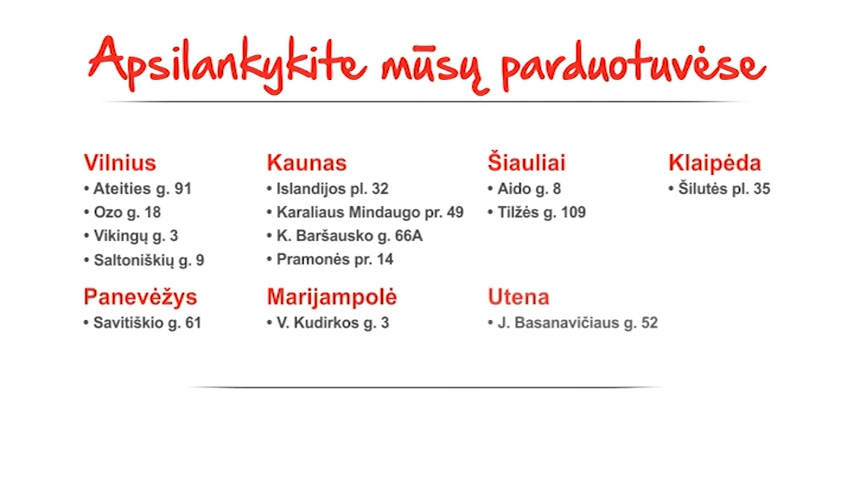 Apsilankykite mūsų parduotuvėse
Vilnius
• Ateities g. 91
• Ozo g. 18
• Vikingų g. 3
• Saltoniškių g. 9
Kaunas
• Islandijos pl. 32
• Karaliaus Mindaugo pr. 49
• K. Baršausko g. 66A
• Pramonės pr. 14
Šiauliai
• Aido g. 8
• Tilžės g. 109
Klaipėda
• Šilutės pl. 35
Panevėžys
• Savitiškio g. 61
Marijampolė
• V. Kudirkos g. 3
Utena
• J. Basanavičiaus g. 52